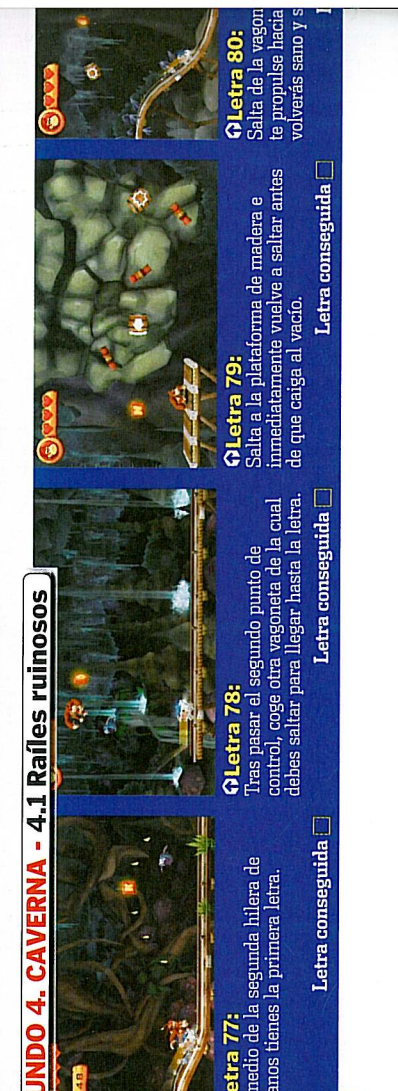 UNDO 4. CAVERNA - 4.1 Raíles ruinosos
etra 77:
medio de la segunda hilera de
anos tienes la primera letra.
Letra conseguida
Letra 78:
Tras pasar el segundo punto de
control, coge otra vagoneta de la cual
debes saltar para llegar hasta la letra.
Letra conseguida
Letra 79:
Salta a la plataforma de madera e
inmediatamente vuelve a saltar antes
de que caiga al vacío.
Letra conseguida
Letra 80:
Salta de la vagon
te propulse hacia
volverás sano y s